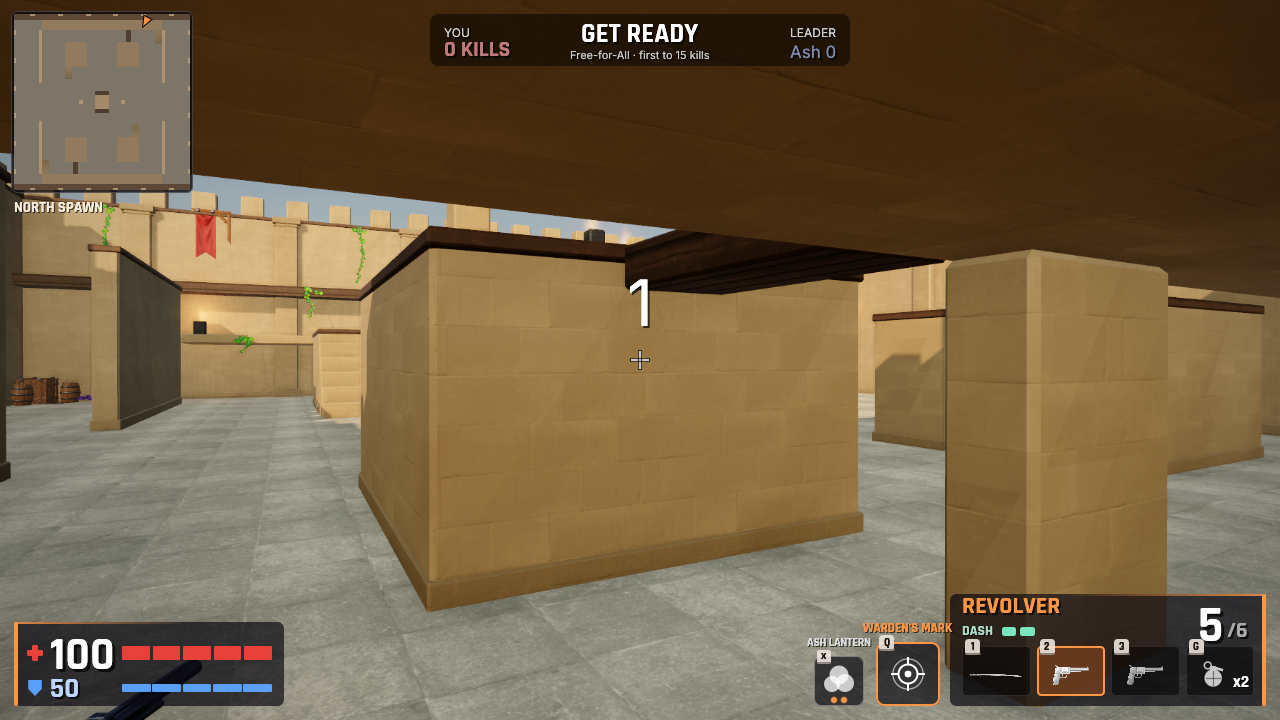 YOU
0 KILLS
GET READY
Free-for-All · first to 15 kills
LEADER
Ash 0
NORTH SPAWN
1
100
50
ASH LANTERN
X
WARDEN'S MARK
Q
REVOLVER
DASH
5/6
1
2
3
G
x2